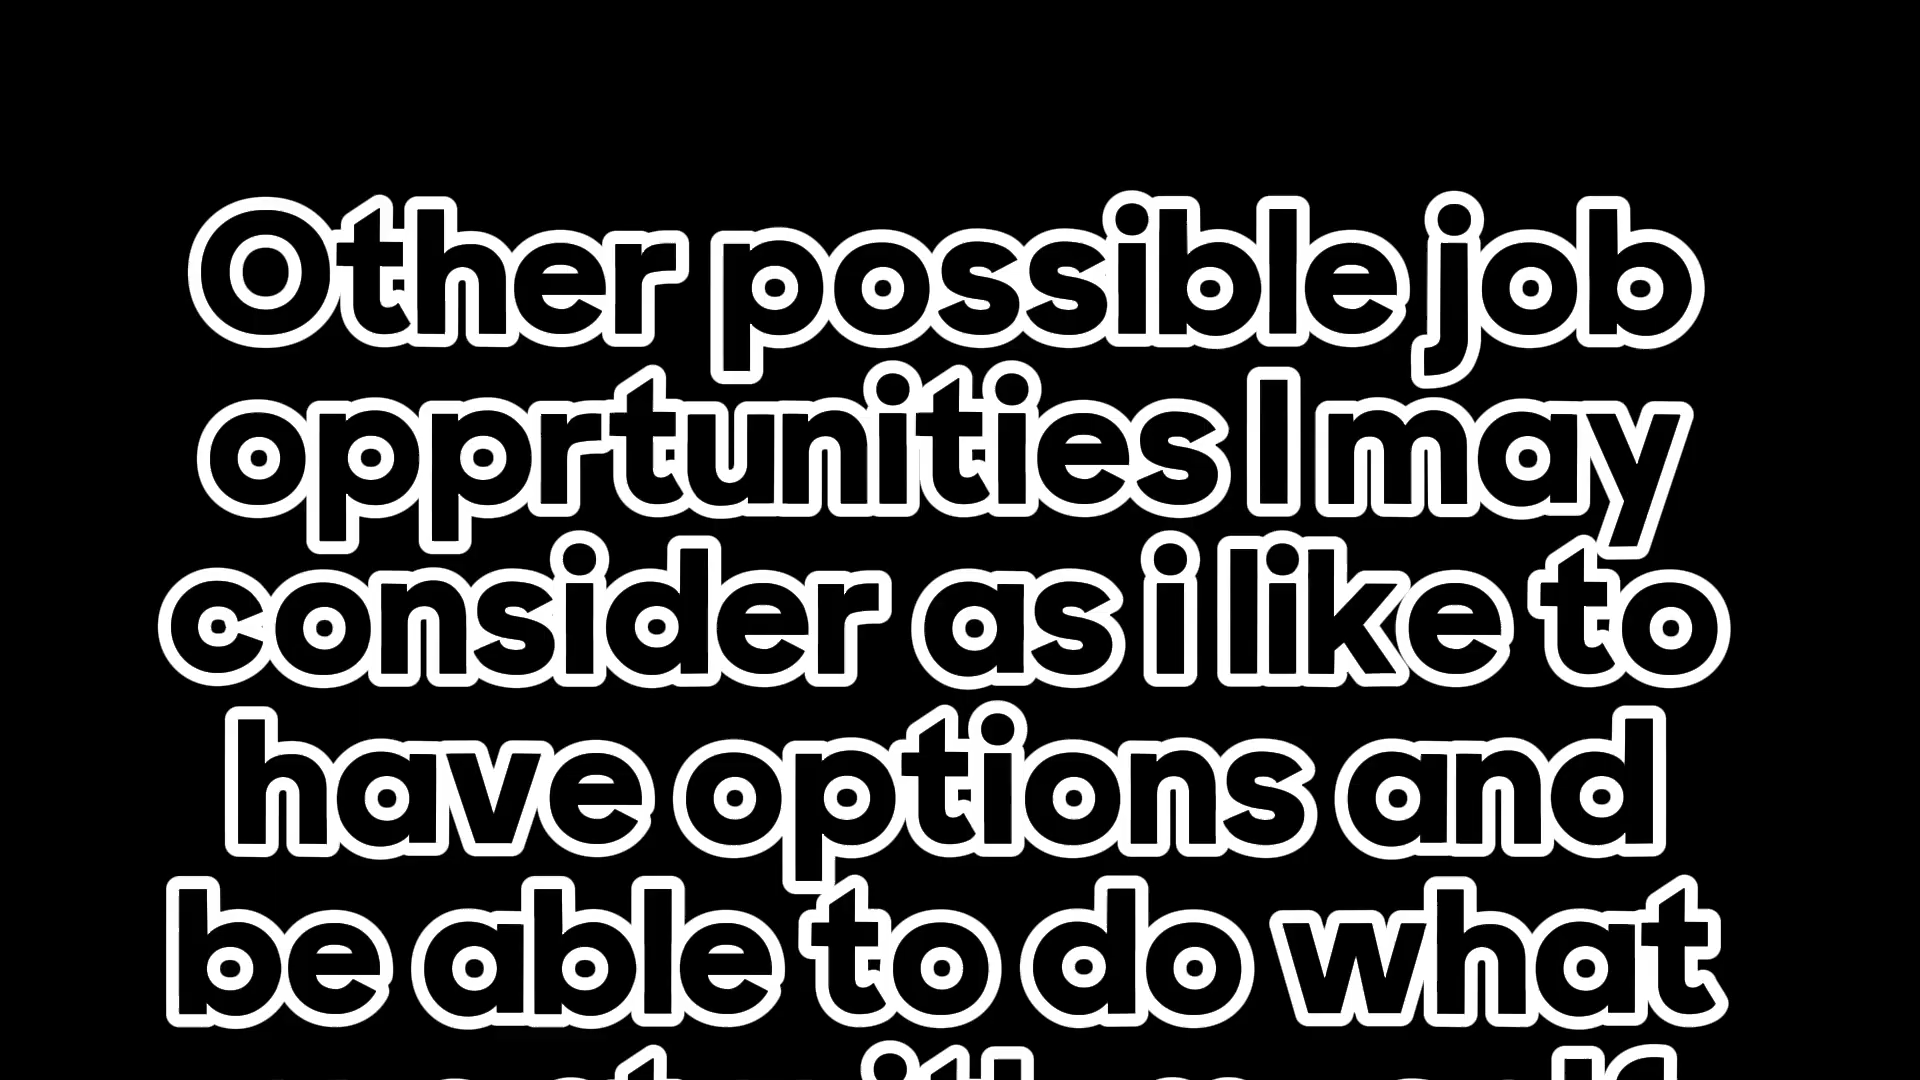 Other possible job
opprtunities I may
consider as i like to
have options and
be able to do what